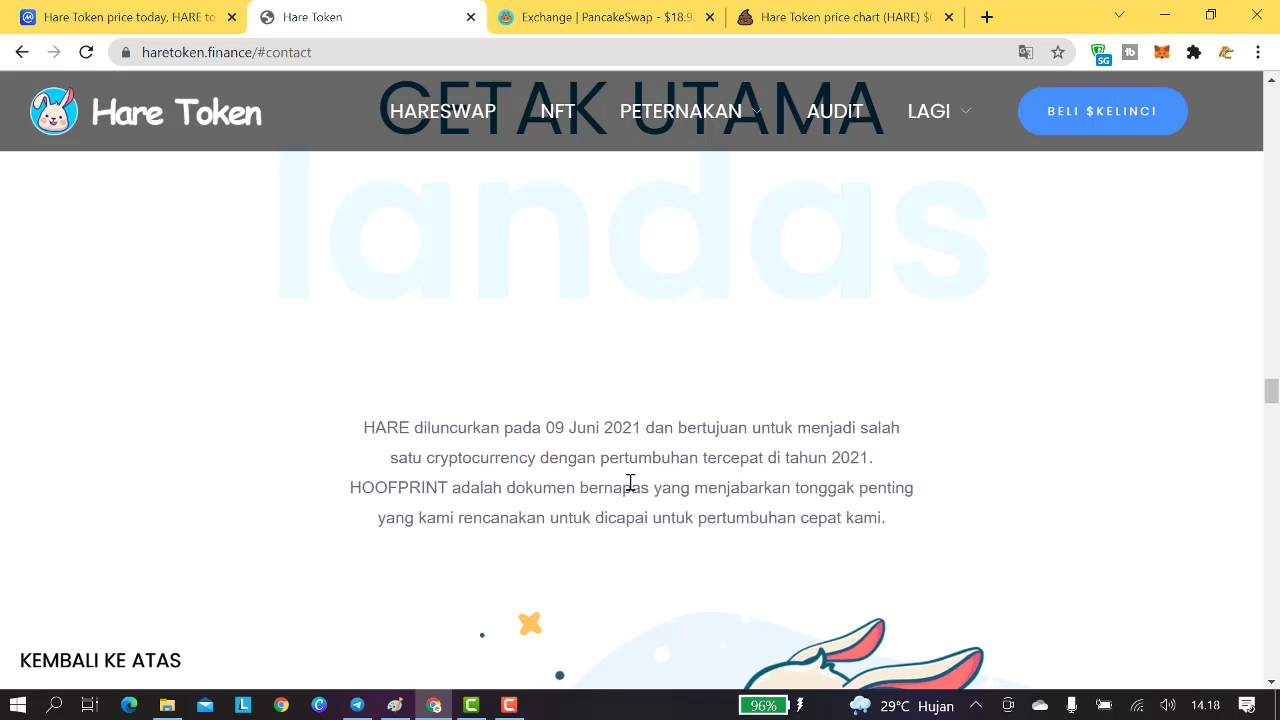 Hare Token price today, HARE to
Hare Token
Exchange | PancakeSwap - $18.9
Hare Token price chart (HARE) $0
haretoken.finance/#contact
SG
Hare Token
HARESWAP
NFT
PETERNAKAN
AUDIT
LAGI
BELI $KELINCI
CETAK UTAMA
landas
HARE diluncurkan pada 09 Juni 2021 dan bertujuan untuk menjadi salah
satu cryptocurrency dengan pertumbuhan tercepat di tahun 2021.
HOOFPRINT adalah dokumen bernapas yang menjabarkan tonggak penting
yang kami rencanakan untuk dicapai untuk pertumbuhan cepat kami.
KEMBALI KE ATAS
96%
29°C Hujan
14.18